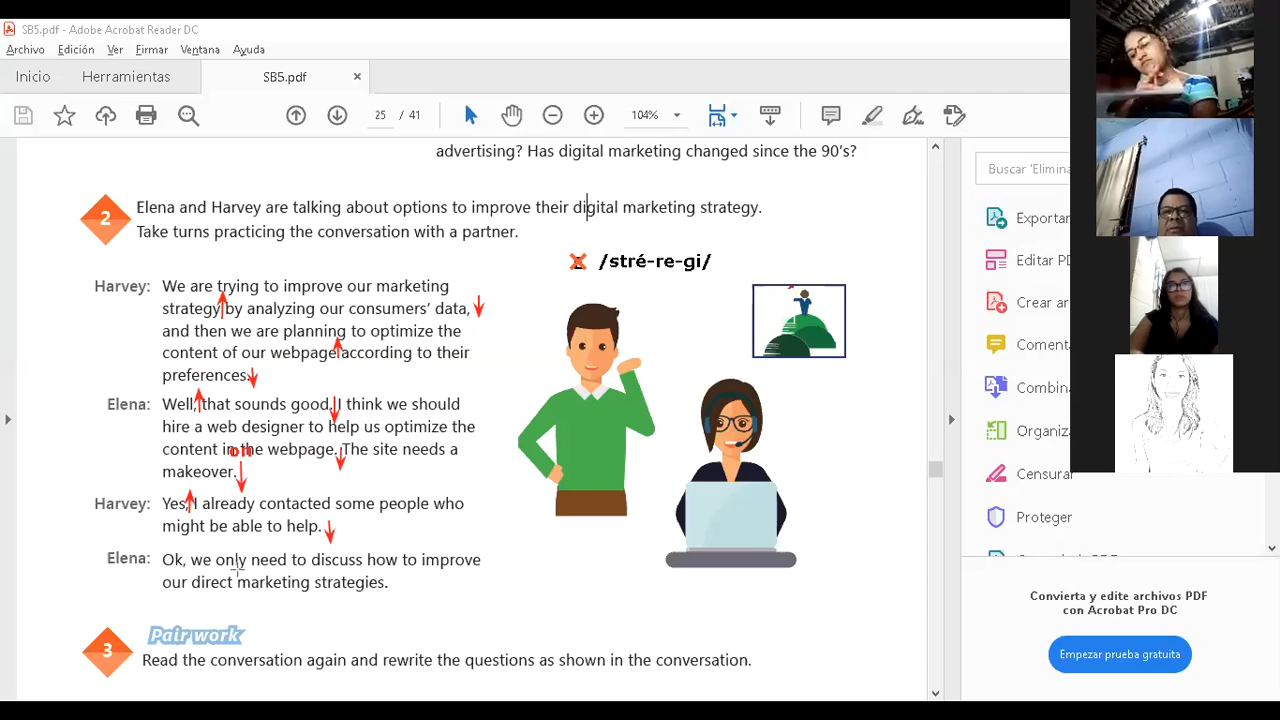 SB5.pdf - Adobe Acrobat Reader DC
Archivo Edición Ver Firmar Ventana Ayuda
Inicio Herramientas SB5.pdf ×
25 / 41 104%
advertising? Has digital marketing changed since the 90's?
Buscar 'Elimina
2 Elena and Harvey are talking about options to improve their digital marketing strategy.
Take turns practicing the conversation with a partner.
/stré-re-gi/
Harvey: We are trying to improve our marketing
strategy by analyzing our consumers' data,
and then we are planning to optimize the
content of our webpage according to their
preferences.
Elena: Well, that sounds good. I think we should
hire a web designer to help us optimize the
content in the webpage. The site needs a
on
makeover.
Harvey: Yes, I already contacted some people who
might be able to help.
Elena: Ok, we only need to discuss how to improve
our direct marketing strategies.
3 Pair work
Read the conversation again and rewrite the questions as shown in the conversation.
Exportar
Editar PD
Crear ar
Coment
Combin
Organiz
Censurar
Proteger
Convierta y edite archivos PDF
con Acrobat Pro DC
Empezar prueba gratuita